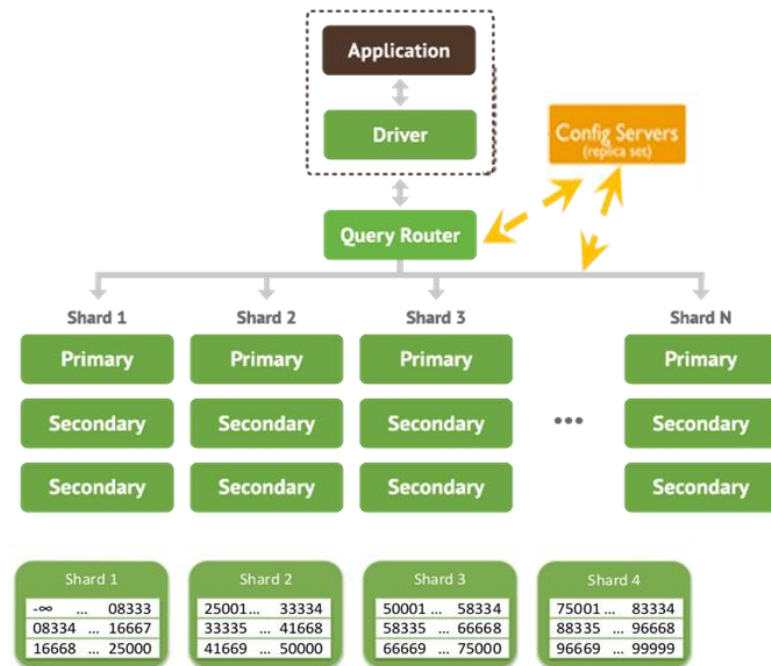 Application
Driver
Config Servers
(replica set)
Query Router
Shard 1 Shard 2 Shard 3 Shard N
Primary Primary Primary Primary
Secondary Secondary Secondary ... Secondary
Secondary Secondary Secondary Secondary
Shard 1 Shard 2 Shard 3 Shard 4
-∞ ... 08333 25001... 33334 50001 ... 58334 75001 ... 83334
08334 ... 16667 33335 ... 41668 58335 ... 66668 88335 ... 96668
16668 ... 25000 41669 ... 50000 66669 ... 75000 96669 ... 99999